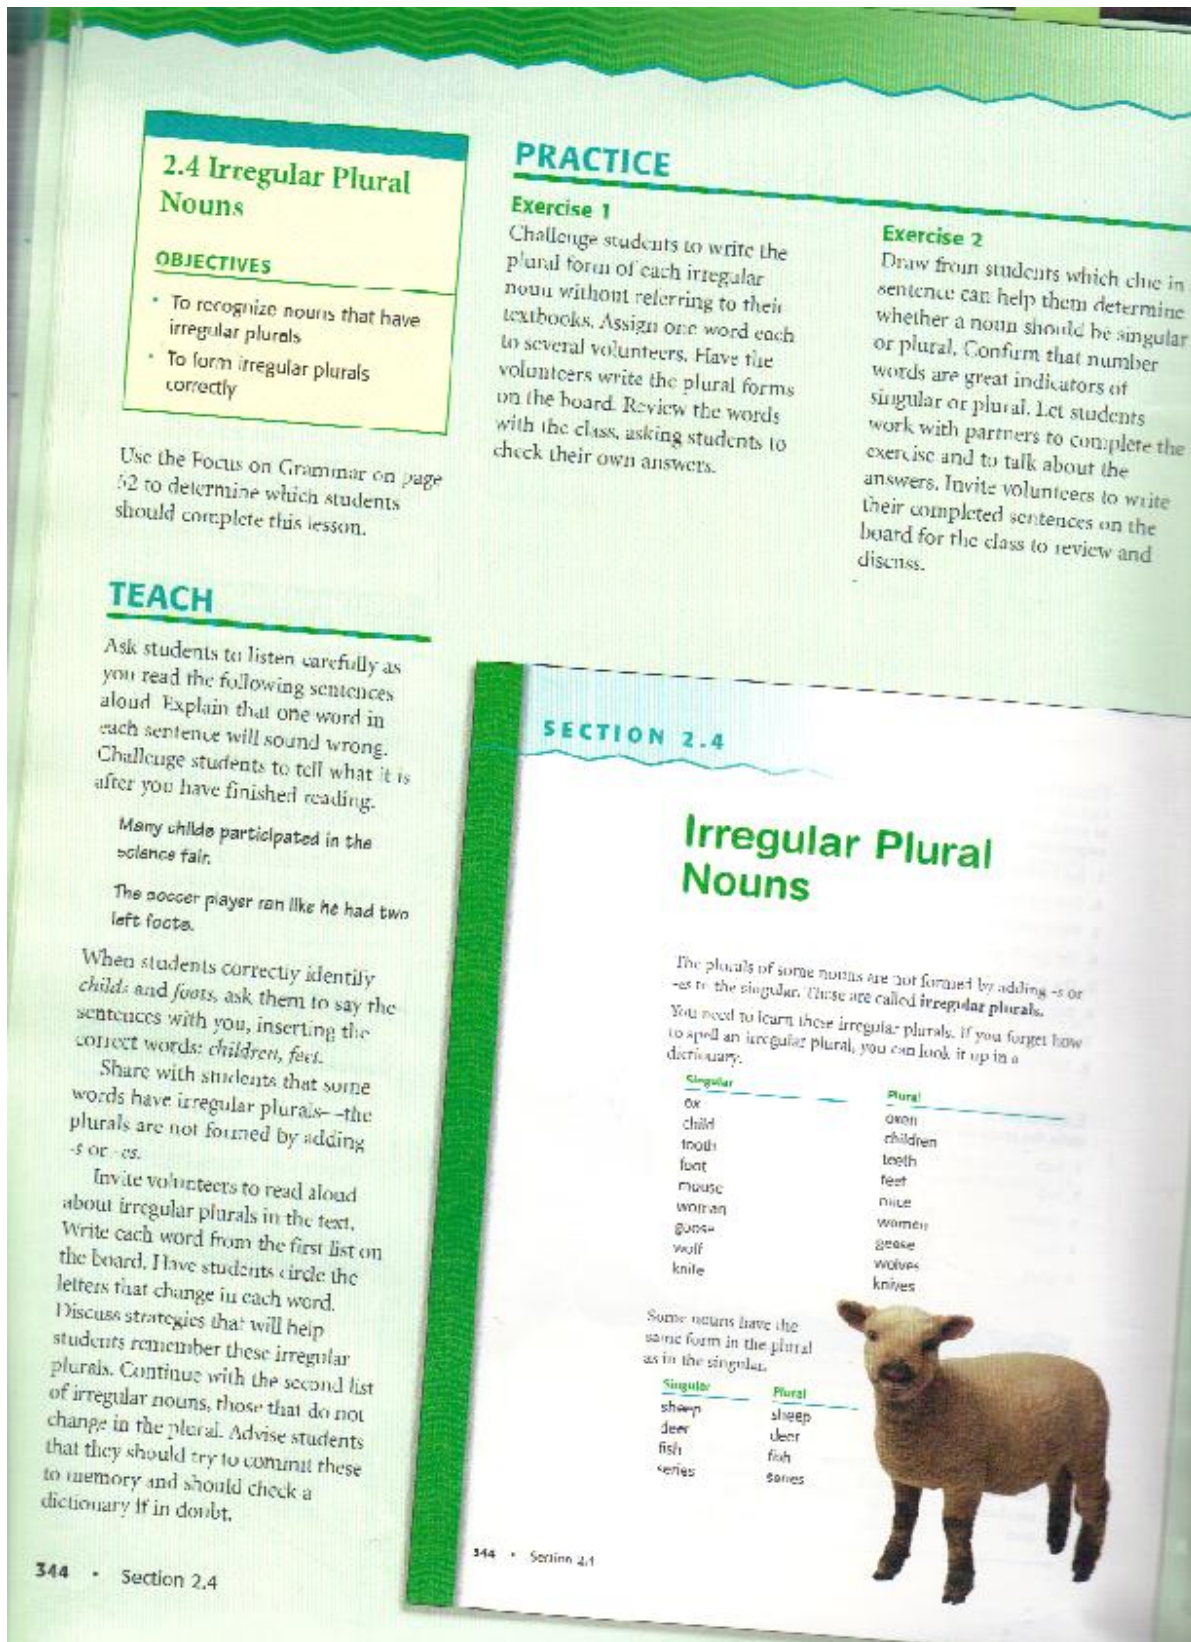 2.4 Irregular Plural
Nouns
OBJECTIVES
• To recognize nouns that have
irregular plurals
• To form irregular plurals
correctly
Use the Focus on Grammar on page
52 to determine which students
should complete this lesson.
TEACH
Ask students to listen carefully as
you read the following sentences
aloud. Explain that one word in
each sentence will sound wrong.
Challenge students to tell what it is
after you have finished reading.
Many childs participated in the
science fair.
The soccer player ran like he had two
left foots.
When students correctly identify
childs and foots, ask them to say the
sentences with you, inserting the
correct words: children, feet.
Share with students that some
words have irregular plurals—the
plurals are not formed by adding
-s or -es.
Invite volunteers to read aloud
about irregular plurals in the text.
Write each word from the first list on
the board. Have students circle the
letters that change in each word.
Discuss strategies that will help
students remember these irregular
plurals. Continue with the second list
of irregular nouns, those that do not
change in the plural. Advise students
that they should try to commit these
to memory and should check a
dictionary if in doubt.
344 • Section 2.4
PRACTICE
Exercise 1
Challenge students to write the
plural form of each irregular
noun without referring to their
textbooks. Assign one word each
to several volunteers. Have the
volunteers write the plural forms
on the board. Review the words
with the class, asking students to
check their own answers.
Exercise 2
Draw from students which clue in
sentence can help them determine
whether a noun should be singular
or plural. Confirm that number
words are great indicators of
singular or plural. Let students
work with partners to complete the
exercise and to talk about the
answers. Invite volunteers to write
their completed sentences on the
board for the class to review and
discuss.
SECTION 2.4
Irregular Plural
Nouns
The plurals of some nouns are not formed by adding -s or
-es to the singular. These are called irregular plurals.
You need to learn these irregular plurals. If you forget how
to spell an irregular plural, you can look it up in a
dictionary.
Singular Plural
ox oxen
child children
tooth teeth
foot feet
mouse mice
woman women
goose geese
wolf wolves
knife knives
Some nouns have the
same form in the plural
as in the singular.
Singular Plural
sheep sheep
deer deer
fish fish
series series
344 • Section 2.4